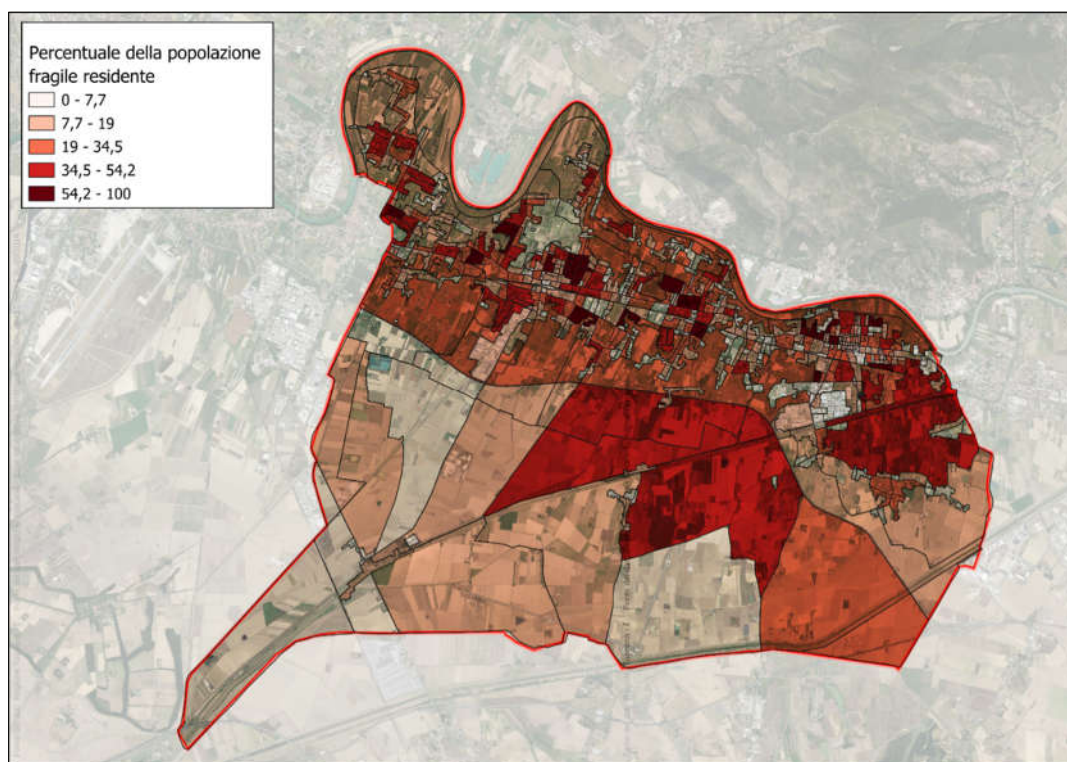 Percentuale della popolazione
fragile residente
0 - 7,7
7,7 - 19
19 - 34,5
34,5 - 54,2
54,2 - 100